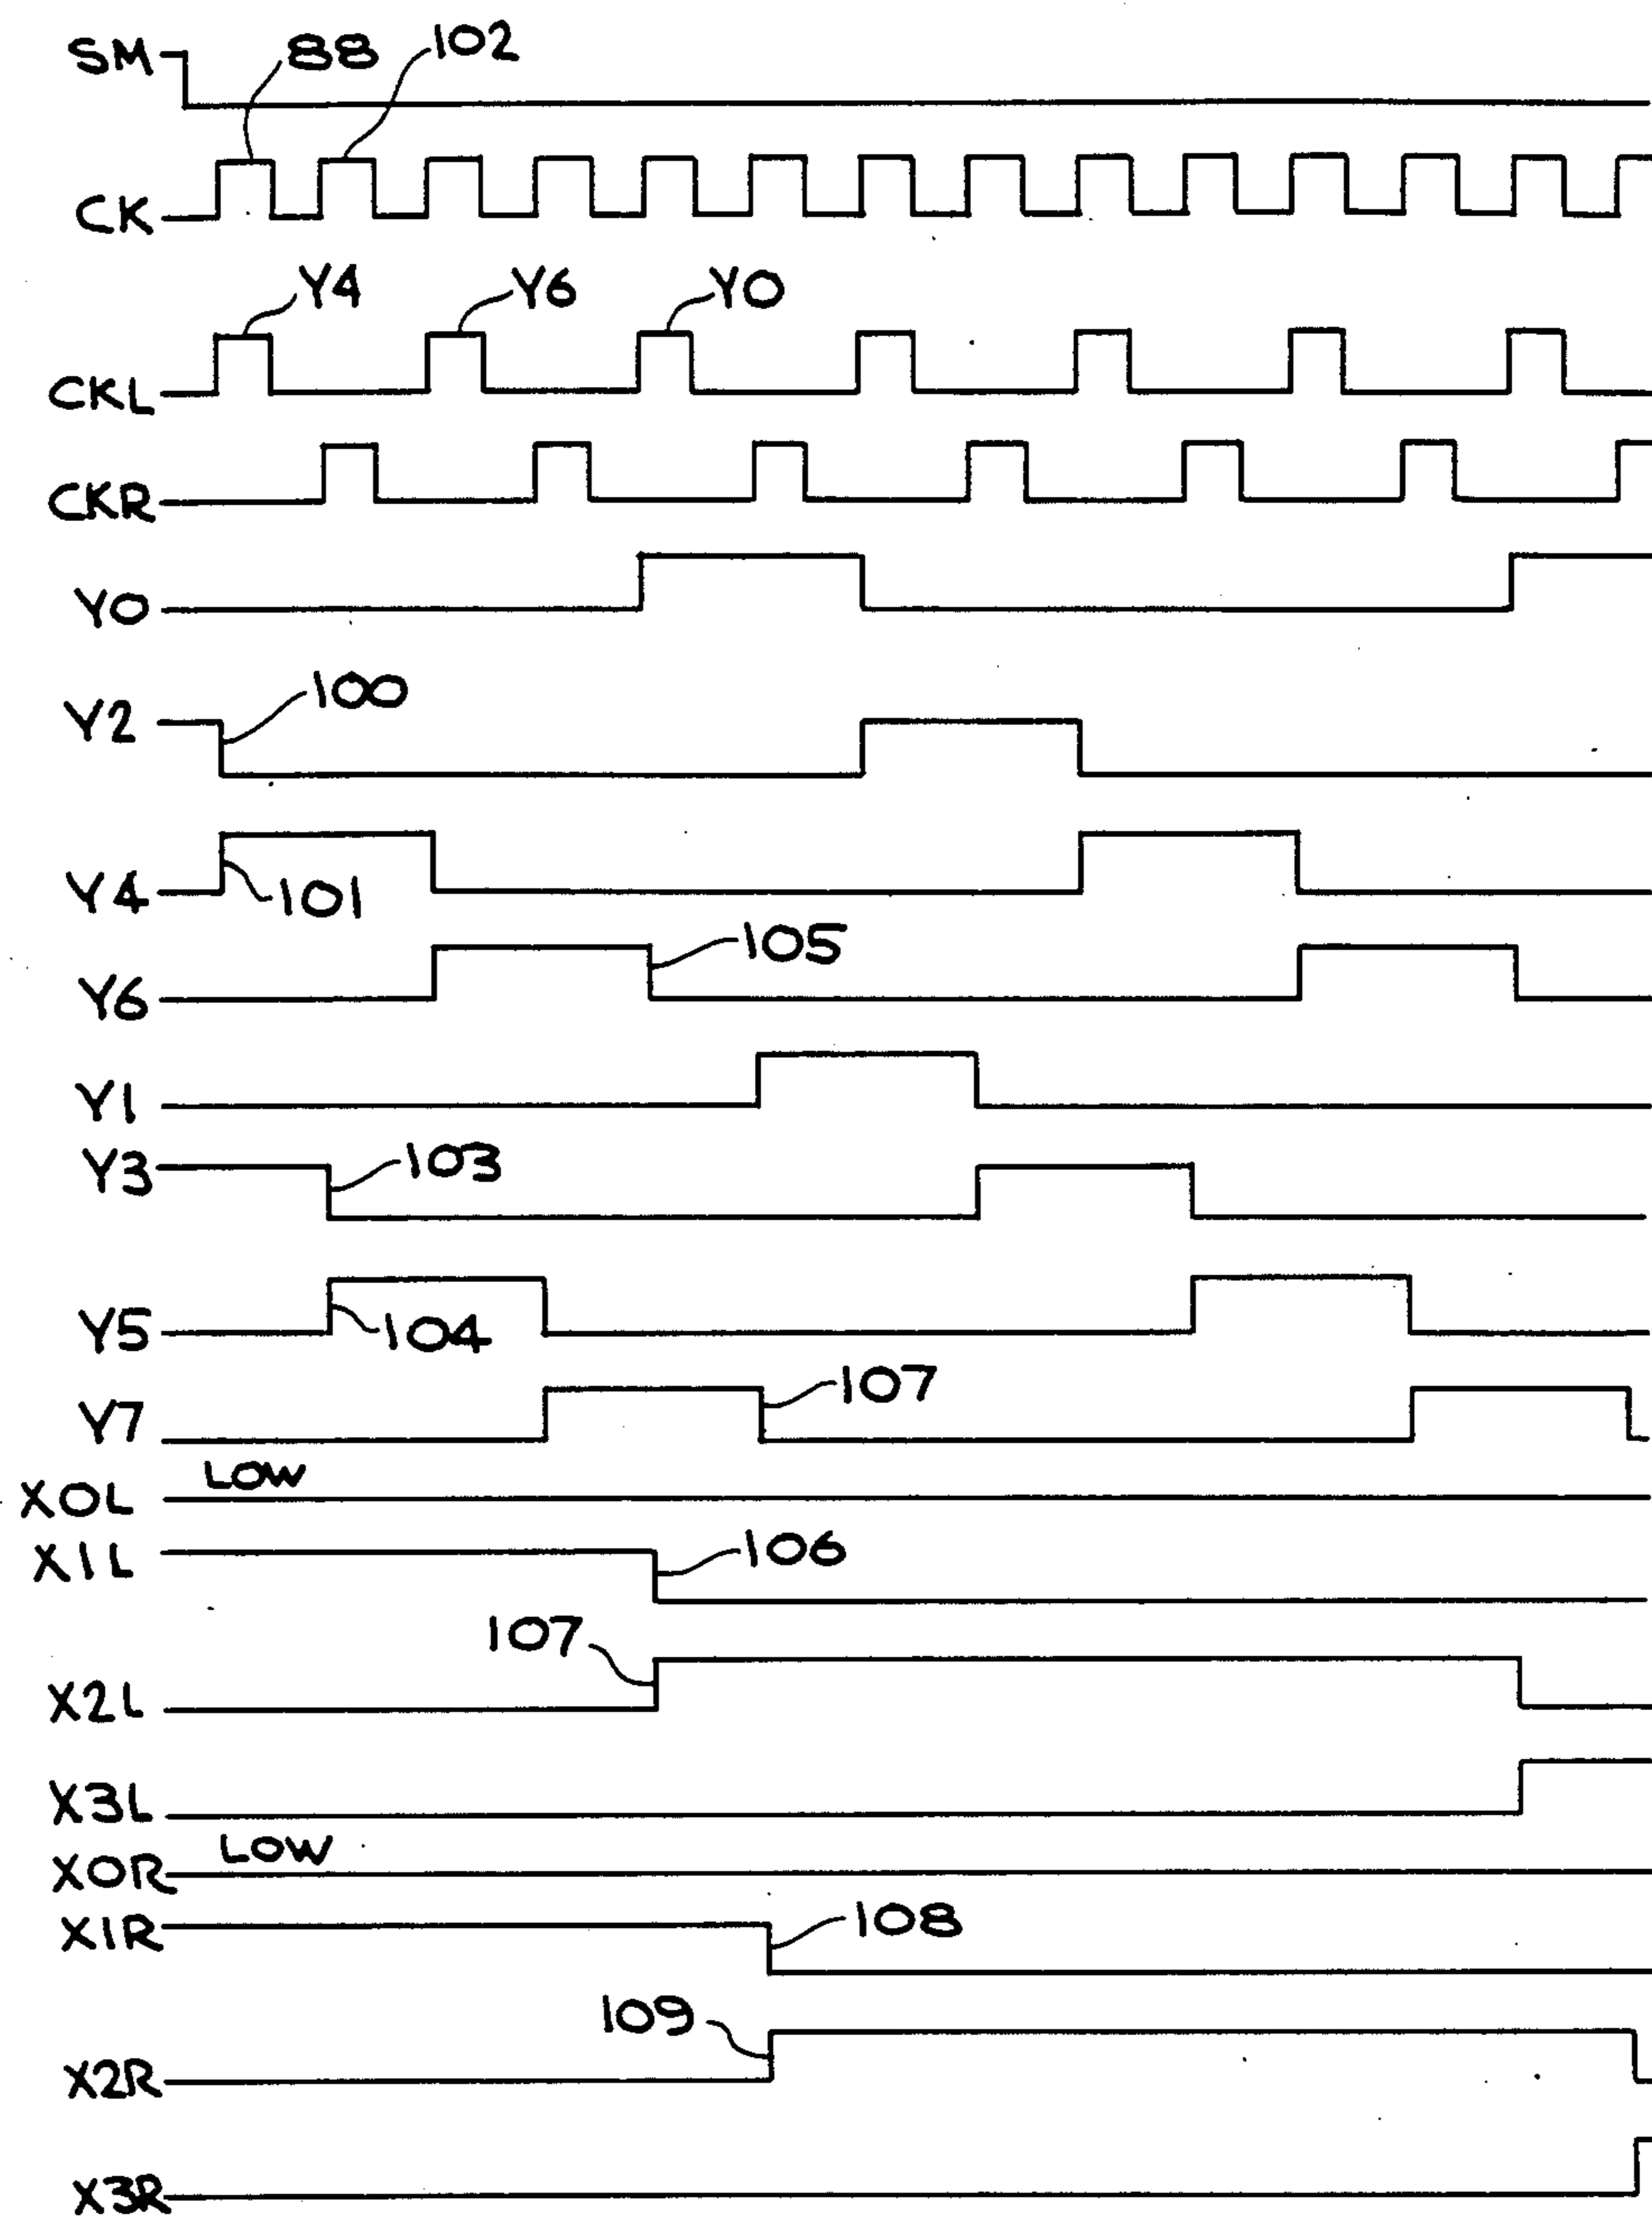 SM 88 102
CK
Y4 Y6 Y0
CKL
CKR
Y0
100
Y2
Y4 101
105
Y6
Y1
Y3 103
Y5 104
107
Y7
LOW
X0L
X1L 106
107
X2L
X3L
LOW
X0R
X1R 108
109
X2R
X3R